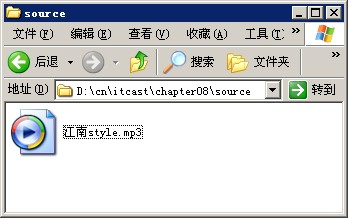 source
文件(F) 编辑(E) 查看(V) 收藏(A) 工具(T) »
后退 搜索 文件夹 »
地址(D) D:\cn\itcast\chapter08\source 转到
江南style.mp3